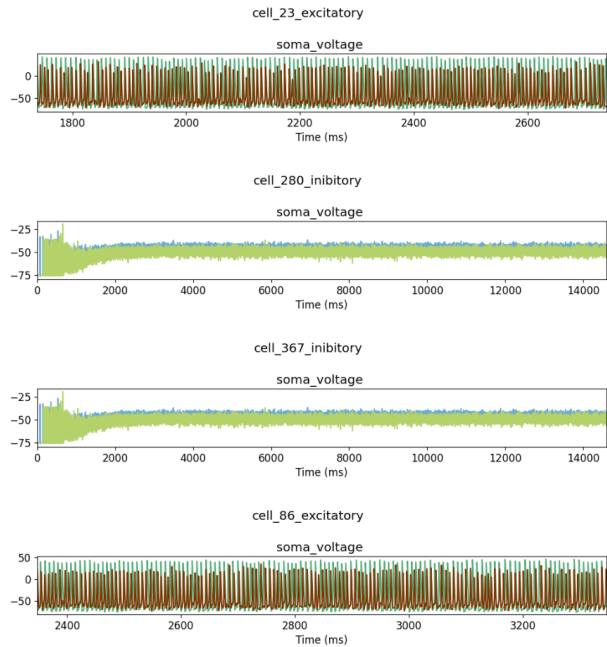 cell_23_excitatory
soma_voltage
0
−50
1800 2000 2200 2400 2600
Time (ms)
cell_280_inibitory
soma_voltage
−25
−50
−75
0 2000 4000 6000 8000 10000 12000 14000
Time (ms)
cell_367_inibitory
soma_voltage
−25
−50
−75
0 2000 4000 6000 8000 10000 12000 14000
Time (ms)
cell_86_excitatory
soma_voltage
50
0
−50
2400 2600 2800 3000 3200
Time (ms)